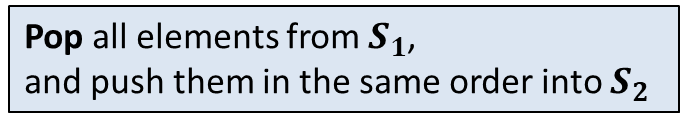 Pop all elements from S₁,
and push them in the same order into S₂